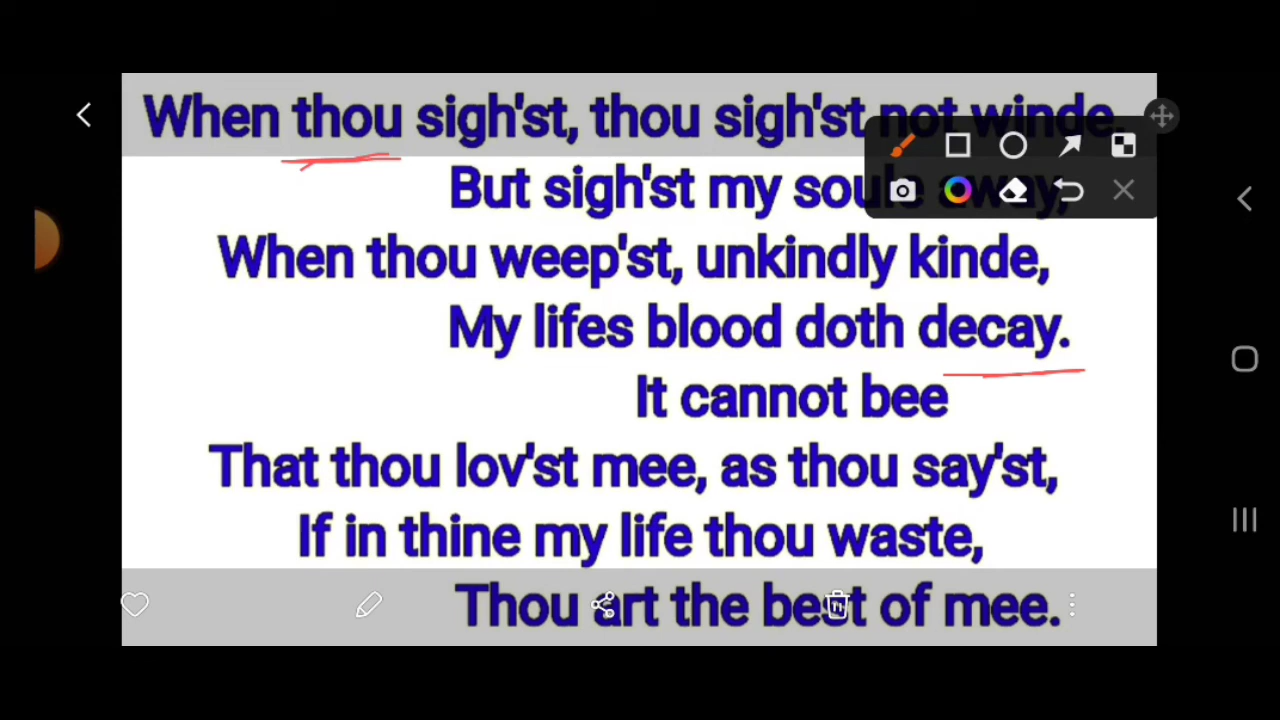 When thou sigh'st, thou sigh'st not winde.
But sigh'st my soule away,
When thou weep'st, unkindly kinde,
My lifes blood doth decay.
It cannot bee
That thou lov'st mee, as thou say'st,
If in thine my life thou waste,
Thou art the best of mee.